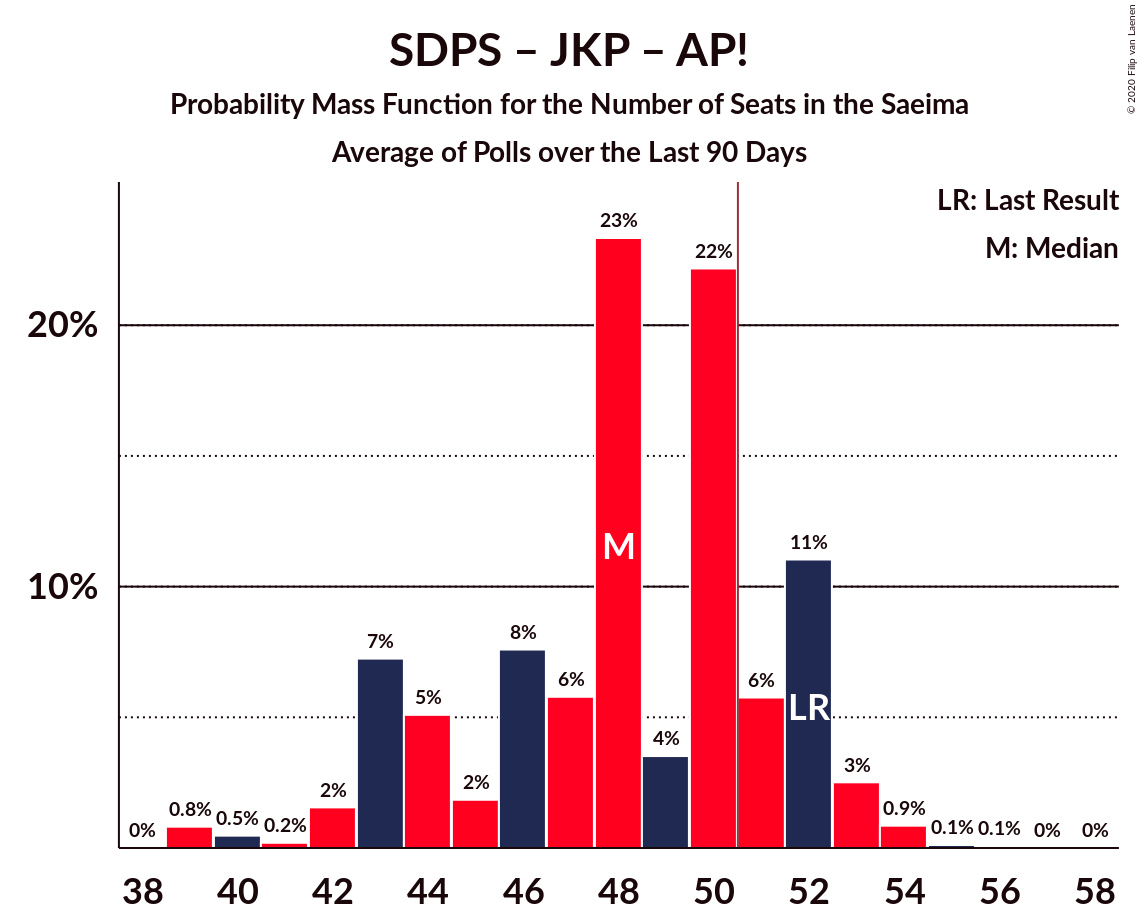 SDPS – JKP – AP!
Probability Mass Function for the Number of Seats in the Saeima
Average of Polls over the Last 90 Days
© 2020 Filip van Laenen
LR: Last Result
M: Median
20%
10%
0%
0.8%
0.5%
0.2%
2%
7%
5%
2%
8%
6%
23%
4%
22%
6%
11%
3%
0.9%
0.1%
0.1%
0%
0%
M
LR
38 40 42 44 46 48 50 52 54 56 58